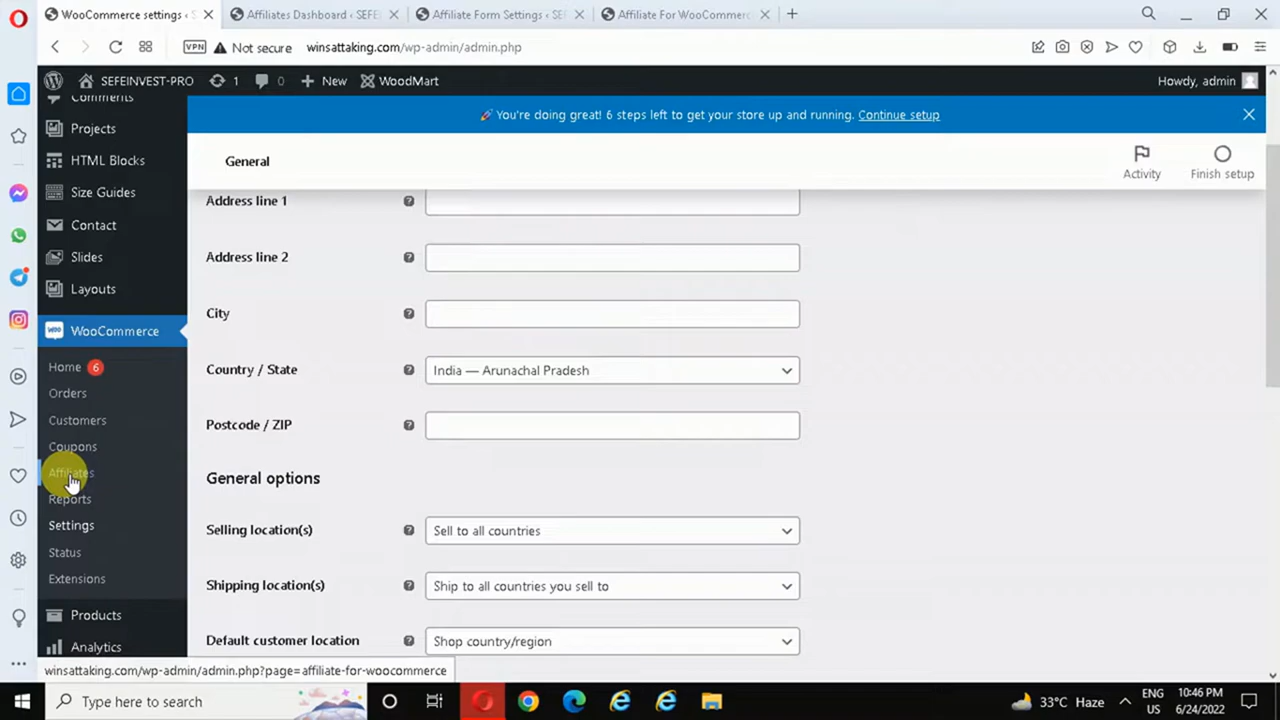 WooCommerce settings ‹ S
Affiliates Dashboard ‹ SEFEI
Affiliate Form Settings ‹ SEFE
Affiliate For WooCommerce
VPN
Not secure
winsattaking.com/wp-admin/admin.php
SEFEINVEST-PRO
1
0
New
WoodMart
Howdy, admin
Comments
Projects
HTML Blocks
Size Guides
Contact
Slides
Layouts
WooCommerce
Home 6
Orders
Customers
Coupons
Affiliates
Reports
Settings
Status
Extensions
Products
Analytics
You're doing great! 6 steps left to get your store up and running. Continue setup
General
Activity
Finish setup
Address line 1
Address line 2
City
Country / State
India — Arunachal Pradesh
Postcode / ZIP
General options
Selling location(s)
Sell to all countries
Shipping location(s)
Ship to all countries you sell to
Default customer location
Shop country/region
winsattaking.com/wp-admin/admin.php?page=affiliate-for-woocommerce
Type here to search
33°C Haze
ENG
US
10:46 PM
6/24/2022